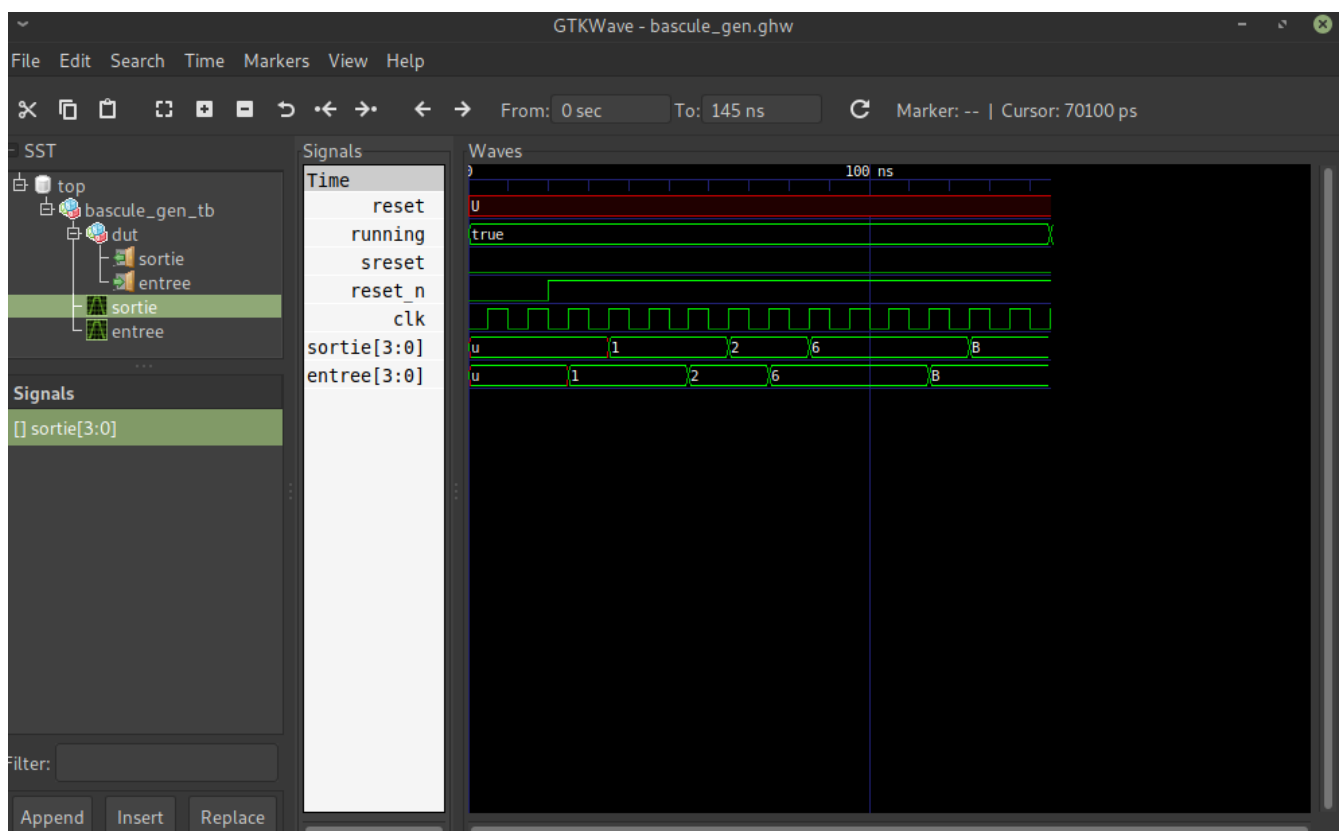 GTKWave - bascule_gen.ghw
File Edit Search Time Markers View Help
From: 0 sec To: 145 ns Marker: -- | Cursor: 70100 ps
SST
top
bascule_gen_tb
dut
sortie
entree
sortie
entree
Signals
[] sortie[3:0]
Filter:
Append Insert Replace
Signals
Time
reset
running
sreset
reset_n
clk
sortie[3:0]
entree[3:0]
Waves
0 100 ns
U
true
u 1 2 6 B
u 1 2 6 B